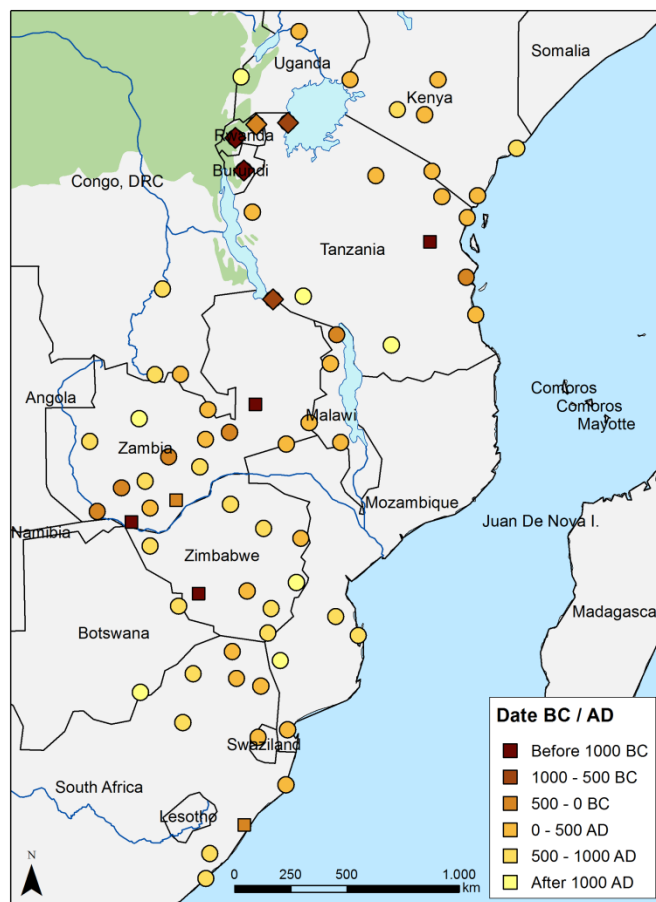 Somalia
Uganda
Kenya
Rwanda
Burundi
Congo, DRC
Tanzania
Angola
Comoros
Comoros
Mayotte
Malawi
Zambia
Mozambique
Namibia
Juan De Nova I.
Zimbabwe
Madagasca
Botswana
Date BC / AD
Before 1000 BC
1000 - 500 BC
500 - 0 BC
0 - 500 AD
500 - 1000 AD
After 1000 AD
Swaziland
South Africa
Lesotho
N
0 250 500 1.000
km